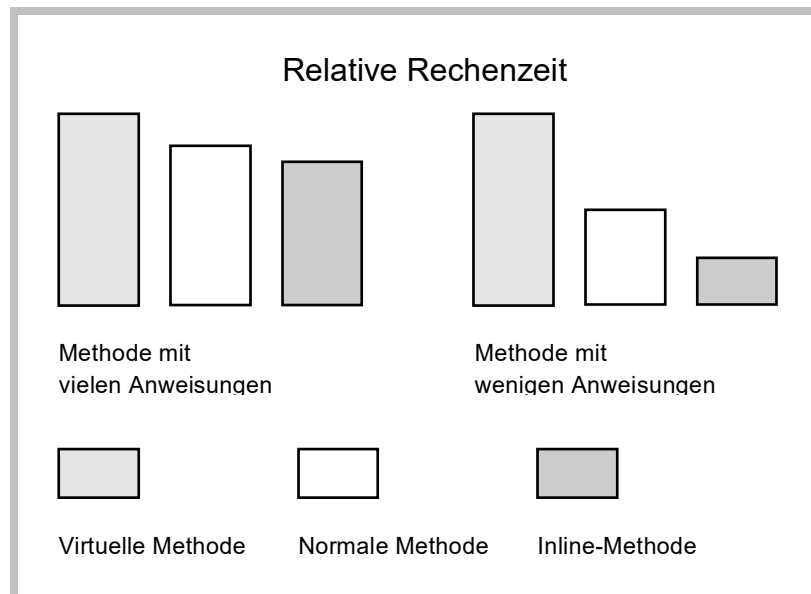 Relative Rechenzeit
Methode mit
vielen Anweisungen
Methode mit
wenigen Anweisungen
Virtuelle Methode
Normale Methode
Inline-Methode